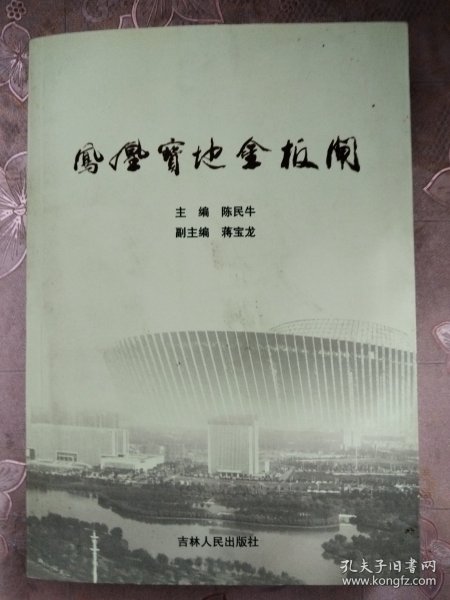 凤凰宝地金板闸
主 编 陈民牛
副主编 蒋宝龙
吉林人民出版社
孔夫子旧书网
www.kongfz.com